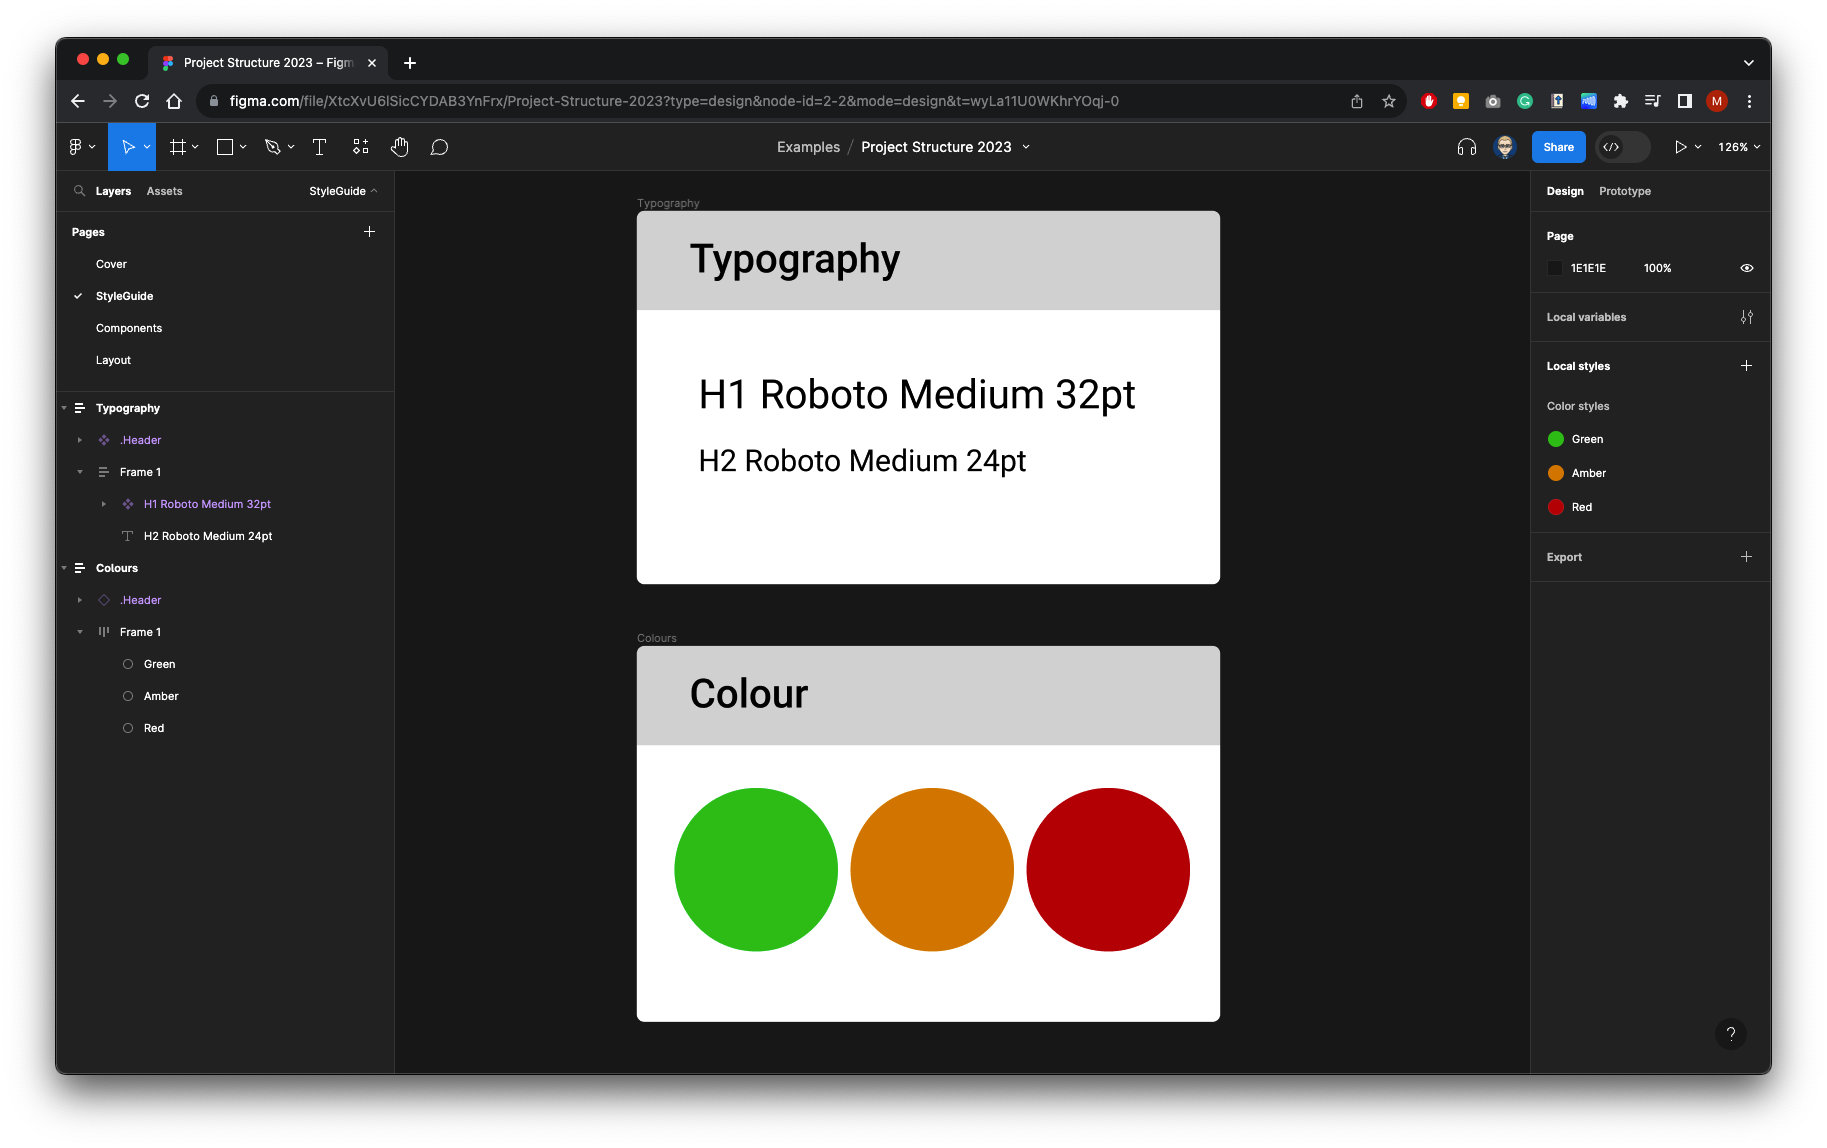 Project Structure 2023 – Figm
figma.com/file/XtcXvU6lSicCYDAB3YnFrx/Project-Structure-2023?type=design&node-id=2-2&mode=design&t=wyLa11U0WKhrYOqj-0
M
Examples / Project Structure 2023
Share
126%
Layers Assets StyleGuide
Pages
Cover
StyleGuide
Components
Layout
Typography
.Header
Frame 1
H1 Roboto Medium 32pt
H2 Roboto Medium 24pt
Colours
.Header
Frame 1
Green
Amber
Red
Typography
Typography
H1 Roboto Medium 32pt
H2 Roboto Medium 24pt
Colours
Colour
Design Prototype
Page
1E1E1E 100%
Local variables
Local styles
Color styles
Green
Amber
Red
Export
?